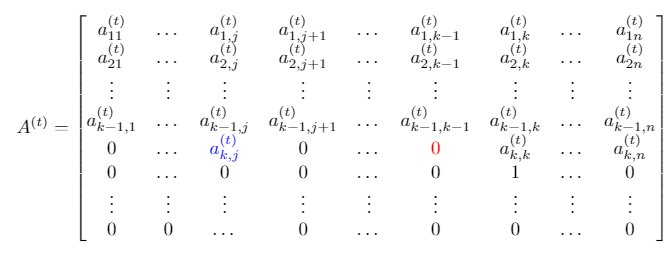 a_{11}^{(t)} … a_{1,j}^{(t)} a_{1,j+1}^{(t)} … a_{1,k-1}^{(t)} a_{1,k}^{(t)} … a_{1n}^{(t)}
a_{21}^{(t)} … a_{2,j}^{(t)} a_{2,j+1}^{(t)} … a_{2,k-1}^{(t)} a_{2,k}^{(t)} … a_{2n}^{(t)}
⋮ ⋮ ⋮ ⋮ ⋮ ⋮ ⋮ ⋮ ⋮
A^{(t)} = a_{k-1,1}^{(t)} … a_{k-1,j}^{(t)} a_{k-1,j+1}^{(t)} … a_{k-1,k-1}^{(t)} a_{k-1,k}^{(t)} … a_{k-1,n}^{(t)}
0 … a_{k,j}^{(t)} 0 … 0 a_{k,k}^{(t)} … a_{k,n}^{(t)}
0 … 0 0 … 0 1 … 0
⋮ ⋮ ⋮ ⋮ ⋮ ⋮ ⋮ ⋮ ⋮
0 0 … 0 … 0 0 … 0